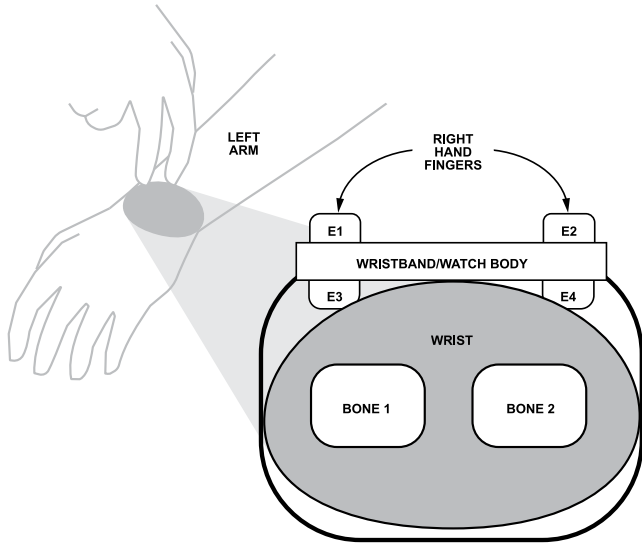 LEFT
ARM
RIGHT
HAND
FINGERS
E1
E2
WRISTBAND/WATCH BODY
E3
E4
WRIST
BONE 1
BONE 2